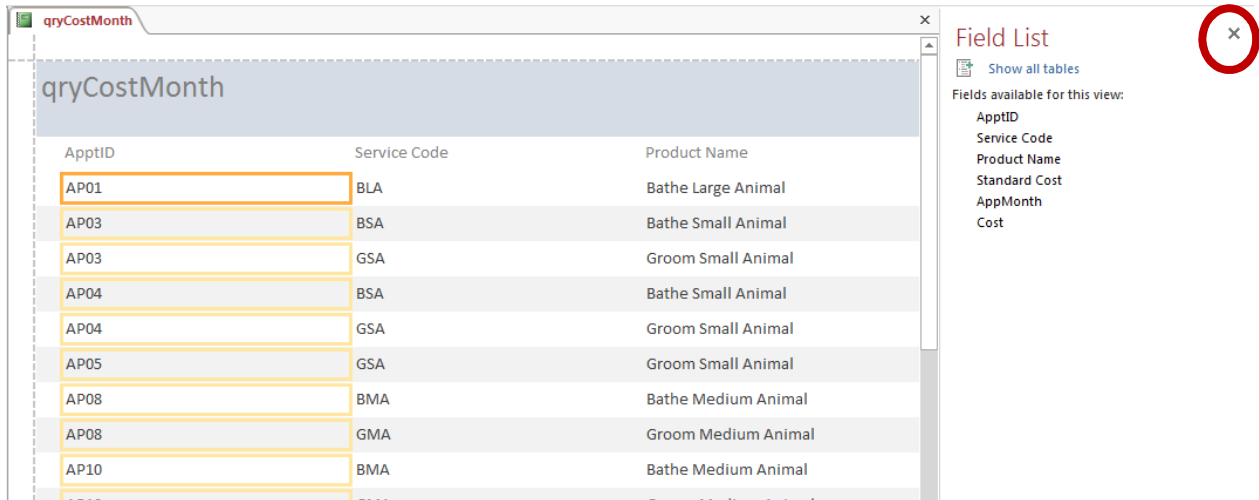 qryCostMonth
qryCostMonth
ApptID Service Code Product Name
AP01 BLA Bathe Large Animal
AP03 BSA Bathe Small Animal
AP03 GSA Groom Small Animal
AP04 BSA Bathe Small Animal
AP04 GSA Groom Small Animal
AP05 GSA Groom Small Animal
AP08 BMA Bathe Medium Animal
AP08 GMA Groom Medium Animal
AP10 BMA Bathe Medium Animal
Field List
Show all tables
Fields available for this view:
ApptID
Service Code
Product Name
Standard Cost
AppMonth
Cost